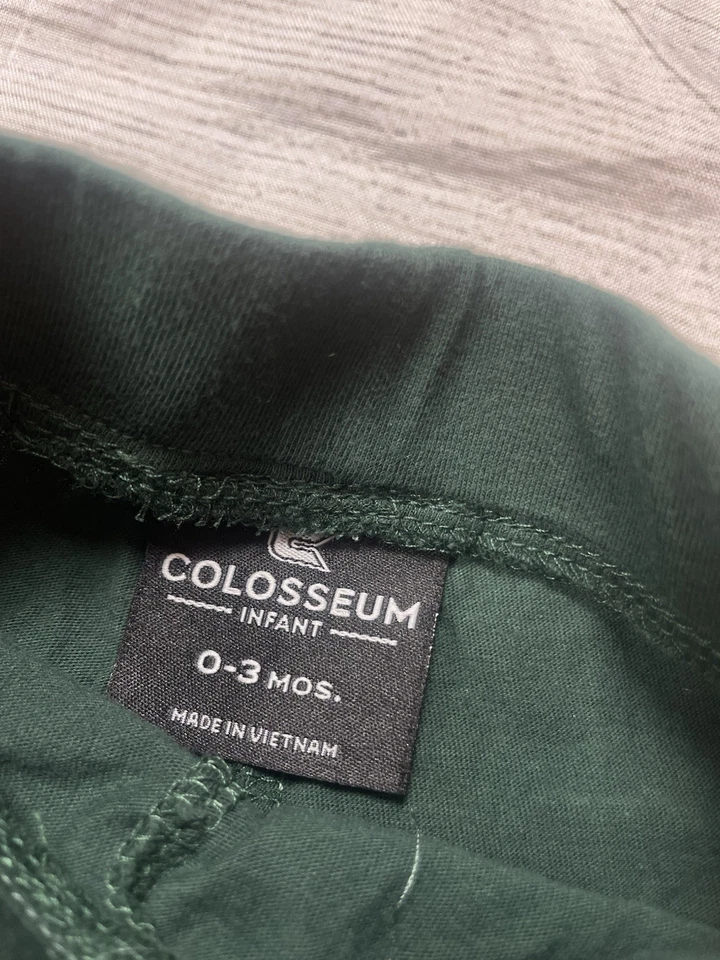 COLOSSEUM
INFANT
0-3 MOS.
MADE IN VIETNAM